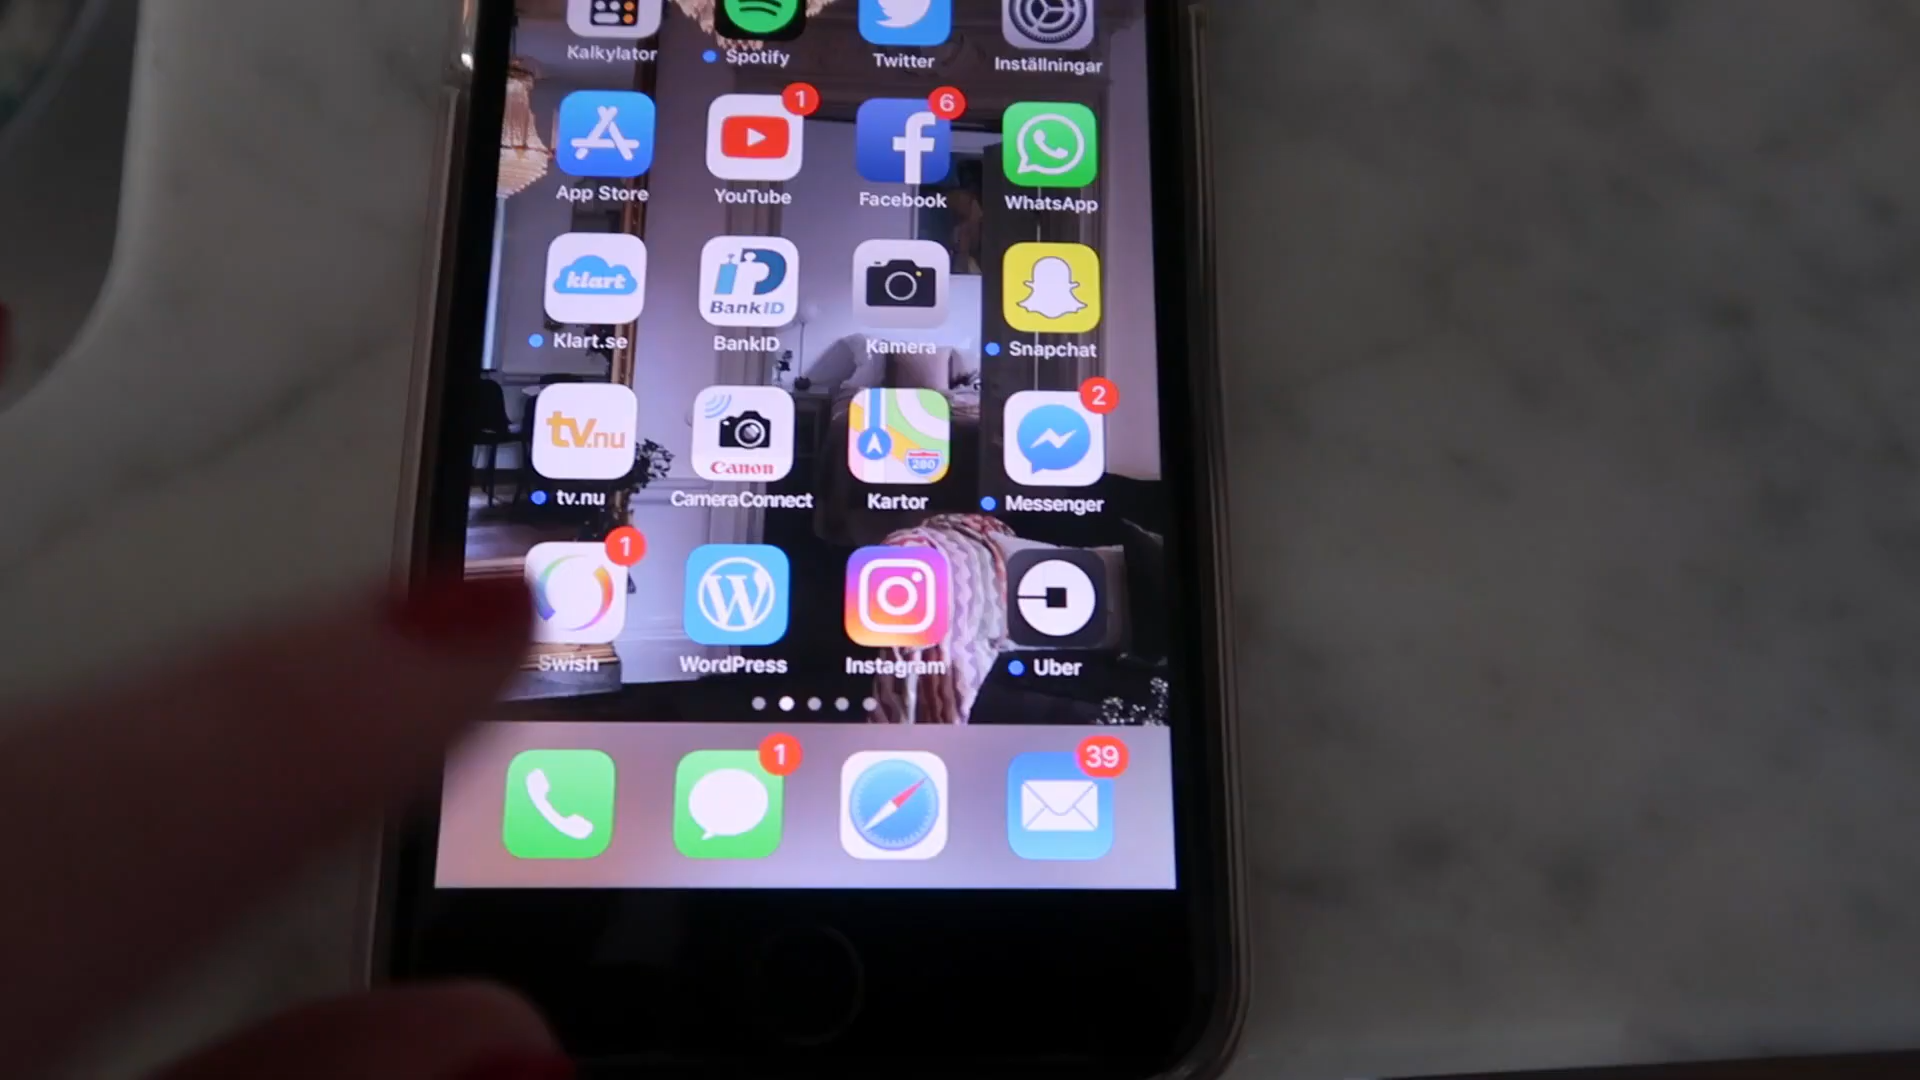 Kalkylator Spotify Twitter Inställningar
1 6
App Store YouTube Facebook WhatsApp
klart BankID
Klart.se BankID Kamera Snapchat
2
tv.nu Canon 280
tv.nu CameraConnect Kartor Messenger
1
Swish WordPress Instagram Uber
1 39